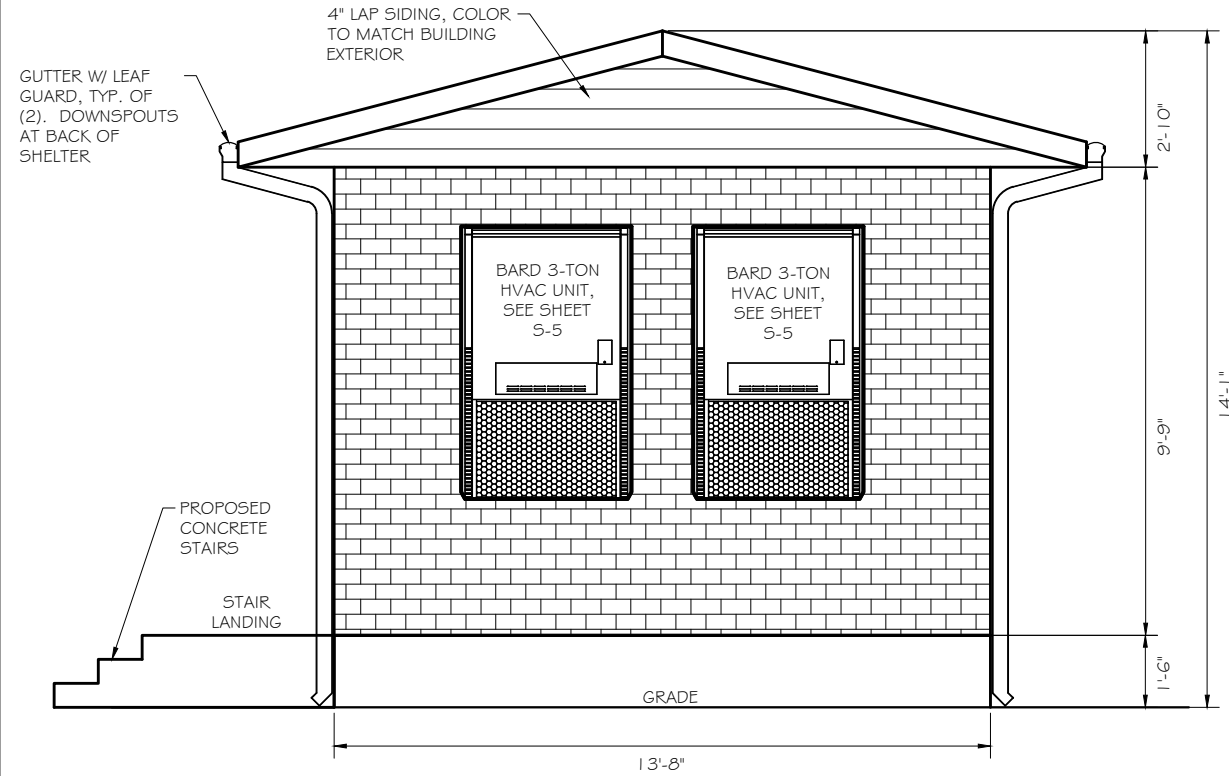 4" LAP SIDING, COLOR
TO MATCH BUILDING
EXTERIOR
GUTTER W/ LEAF
GUARD, TYP. OF
(2).  DOWNSPOUTS
AT BACK OF
SHELTER
2'-10"
BARD 3-TON
HVAC UNIT,
SEE SHEET
S-5
BARD 3-TON
HVAC UNIT,
SEE SHEET
S-5
14'-1"
9'-9"
PROPOSED
CONCRETE
STAIRS
STAIR
LANDING
1'-6"
GRADE
13'-8"